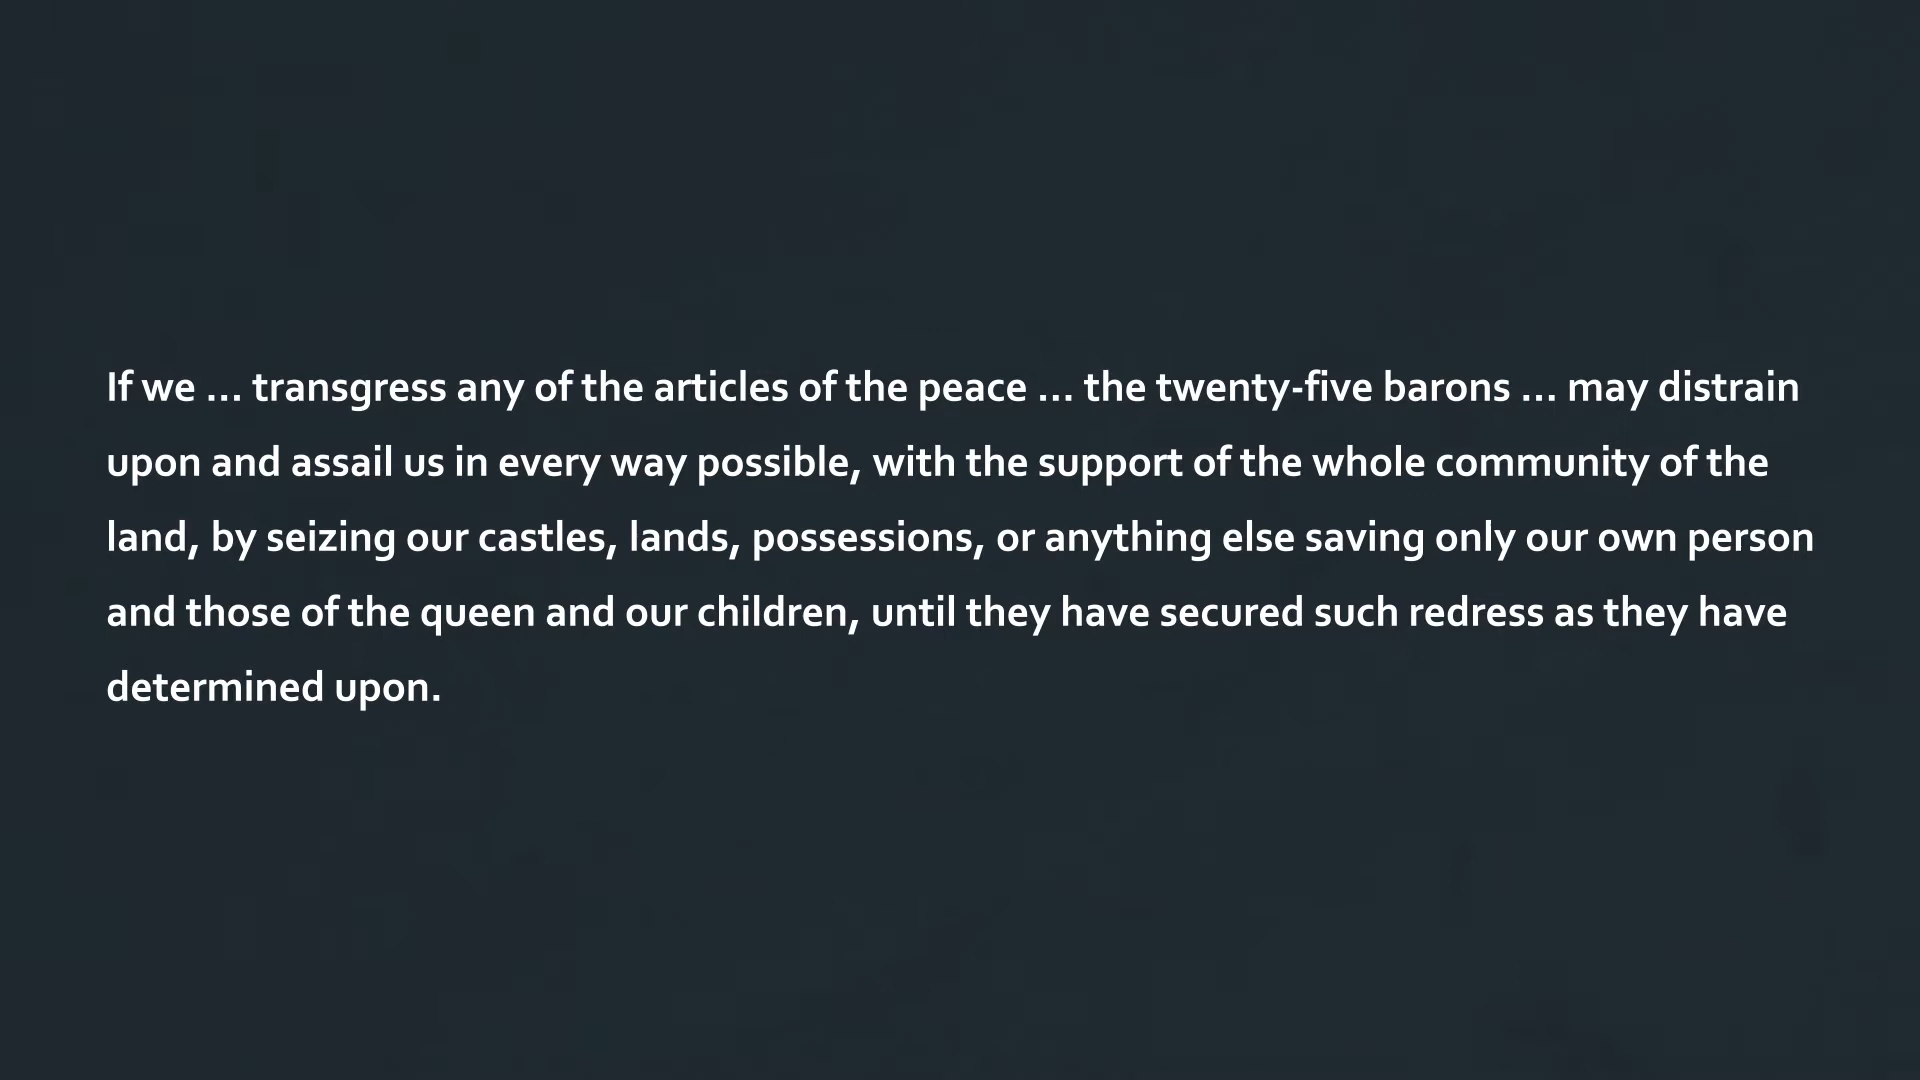 If we ... transgress any of the articles of the peace ... the twenty-five barons ... may distrain
upon and assail us in every way possible, with the support of the whole community of the
land, by seizing our castles, lands, possessions, or anything else saving only our own person
and those of the queen and our children, until they have secured such redress as they have
determined upon.